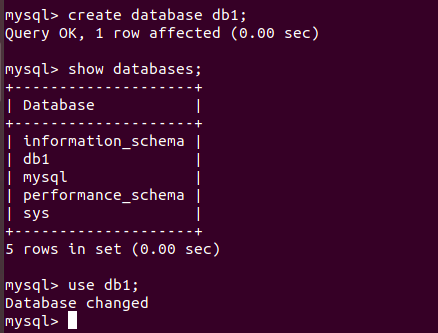 mysql> create database db1;
Query OK, 1 row affected (0.00 sec)

mysql> show databases;
+--------------------+
| Database           |
+--------------------+
| information_schema |
| db1                |
| mysql              |
| performance_schema |
| sys                |
+--------------------+
5 rows in set (0.00 sec)

mysql> use db1;
Database changed
mysql>